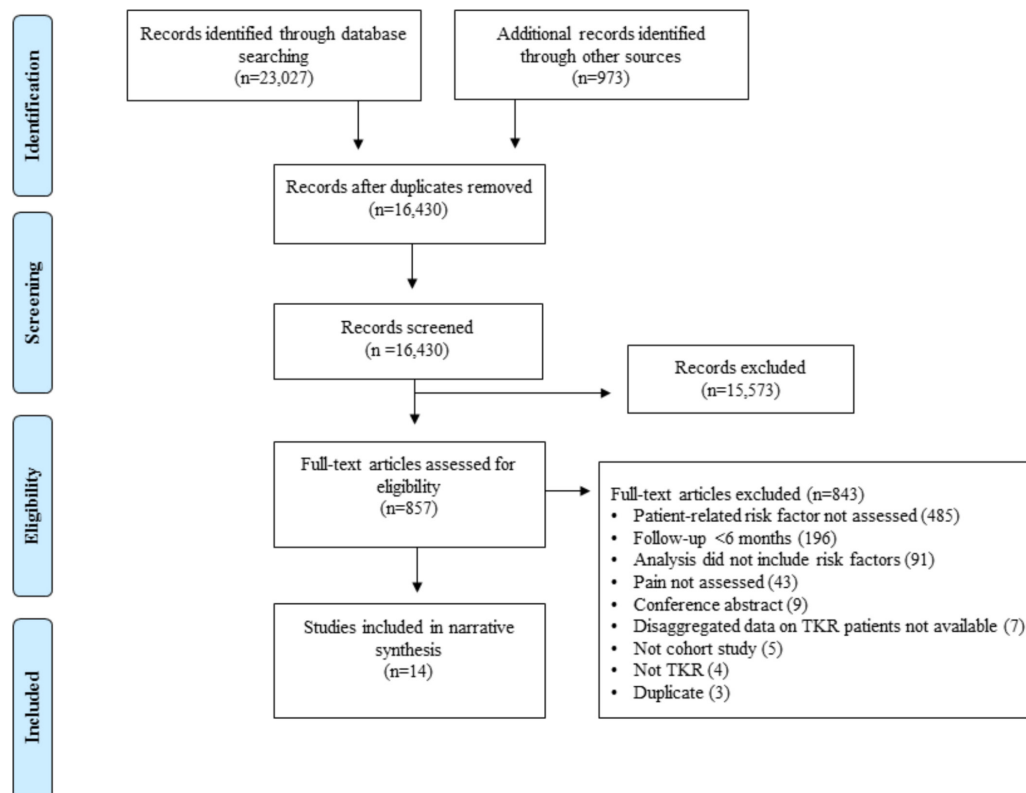 Identification
Records identified through database
searching
(n=23,027)
Additional records identified
through other sources
(n=973)
Records after duplicates removed
(n=16,430)
Screening
Records screened
(n =16,430)
Records excluded
(n=15,573)
Eligibility
Full-text articles assessed for
eligibility
(n=857)
Full-text articles excluded (n=843)
• Patient-related risk factor not assessed (485)
• Follow-up <6 months (196)
• Analysis did not include risk factors (91)
• Pain not assessed (43)
• Conference abstract (9)
• Disaggregated data on TKR patients not available (7)
• Not cohort study (5)
• Not TKR (4)
• Duplicate (3)
Included
Studies included in narrative
synthesis
(n=14)